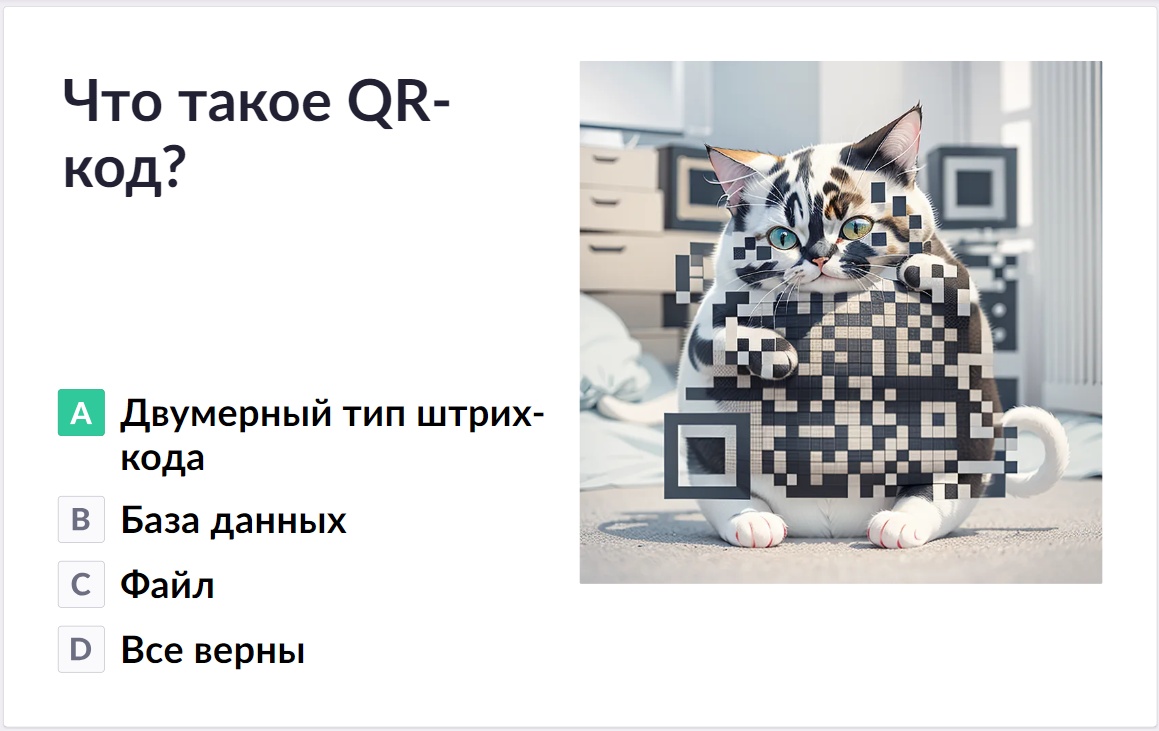 Что такое QR-
код?
A Двумерный тип штрих-
кода
B База данных
C Файл
D Все верны